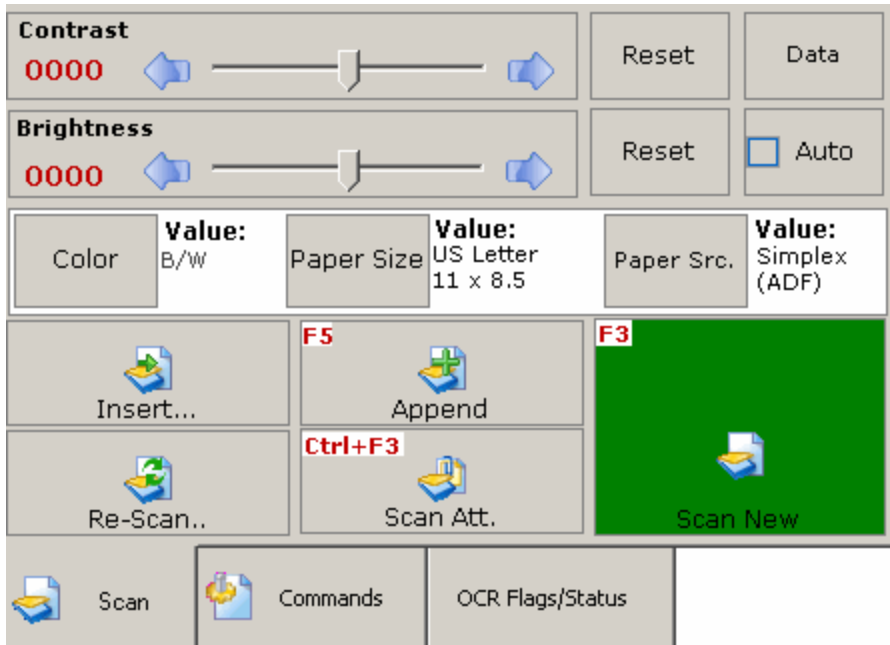 Contrast
0000
Reset
Data
Brightness
0000
Reset
Auto
Color
Value:
B/W
Paper Size
Value:
US Letter
11 x 8.5
Paper Src.
Value:
Simplex
(ADF)
Insert...
F5
Append
F3
Scan New
Re-Scan..
Ctrl+F3
Scan Att.
Scan
Commands
OCR Flags/Status